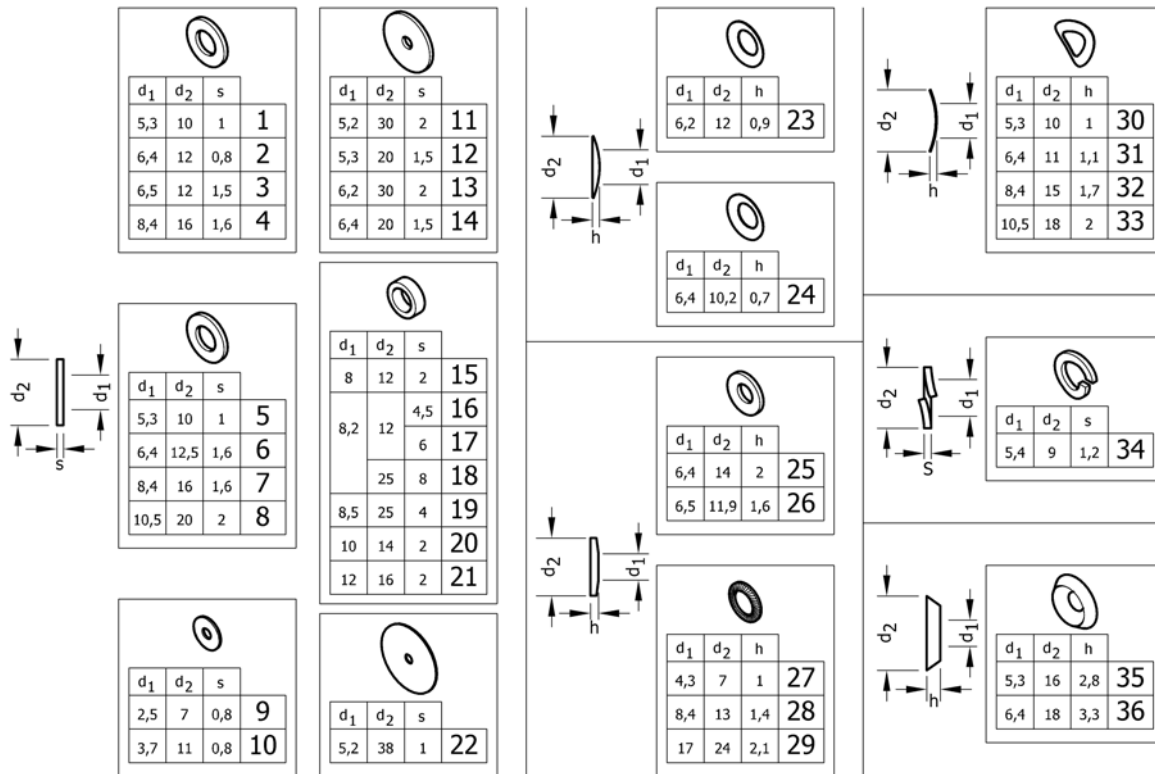 d1 d2 s
5,3 10 1 1
6,4 12 0,8 2
6,5 12 1,5 3
8,4 16 1,6 4
d2
d1
s
d1 d2 s
5,3 10 1 5
6,4 12,5 1,6 6
8,4 16 1,6 7
10,5 20 2 8
d1 d2 s
2,5 7 0,8 9
3,7 11 0,8 10
d1 d2 s
5,2 30 2 11
5,3 20 1,5 12
6,2 30 2 13
6,4 20 1,5 14
d1 d2 s
8 12 2 15
8,2 12 4,5 16
6 17
25 8 18
8,5 25 4 19
10 14 2 20
12 16 2 21
d1 d2 s
5,2 38 1 22
d2
d1
h
d1 d2 h
6,2 12 0,9 23
d1 d2 h
6,4 10,2 0,7 24
d2
d1
h
d1 d2 h
6,4 14 2 25
6,5 11,9 1,6 26
d1 d2 h
4,3 7 1 27
8,4 13 1,4 28
17 24 2,1 29
d2
d1
h
d1 d2 h
5,3 10 1 30
6,4 11 1,1 31
8,4 15 1,7 32
10,5 18 2 33
d2
d1
S
d1 d2 s
5,4 9 1,2 34
d2
d1
h
d1 d2 h
5,3 16 2,8 35
6,4 18 3,3 36